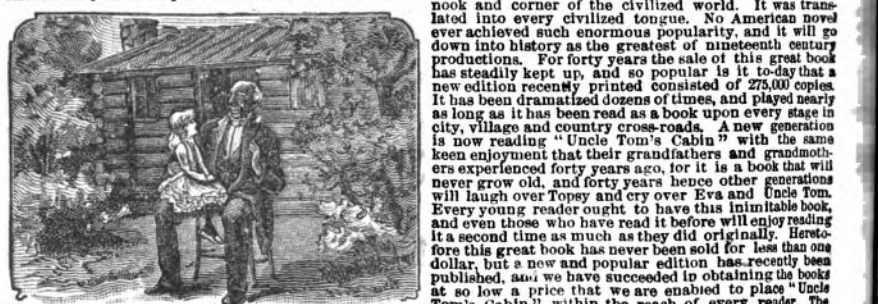 nook and corner of the civilized world. It was trans-
lated into every civilized tongue. No American novel
ever achieved such enormous popularity, and it will go
down into history as the greatest of nineteenth century
productions. For forty years the sale of this great book
has steadily kept up, and so popular is it to-day that a
new edition recently printed consisted of 275,000 copies.
It has been dramatized dozens of times, and played nearly
as long as it has been read as a book upon every stage in
city, village and country cross-roads. A new generation
is now reading "Uncle Tom's Cabin" with the same
keen enjoyment that their grandfathers and grandmoth-
ers experienced forty years ago, for it is a book that will
never grow old, and forty years hence other generations
will laugh over Topsy and cry over Eva and Uncle Tom.
Every young reader ought to have this inimitable book,
and even those who have read it before will enjoy reading
it a second time as much as they did originally. Hereto-
fore this great book has never been sold for less than one
dollar, but a new and popular edition has recently been
published, and we have succeeded in obtaining the books
at so low a price that we are enabled to place "Uncle
Tom's Cabin" within the reach of every reader. The